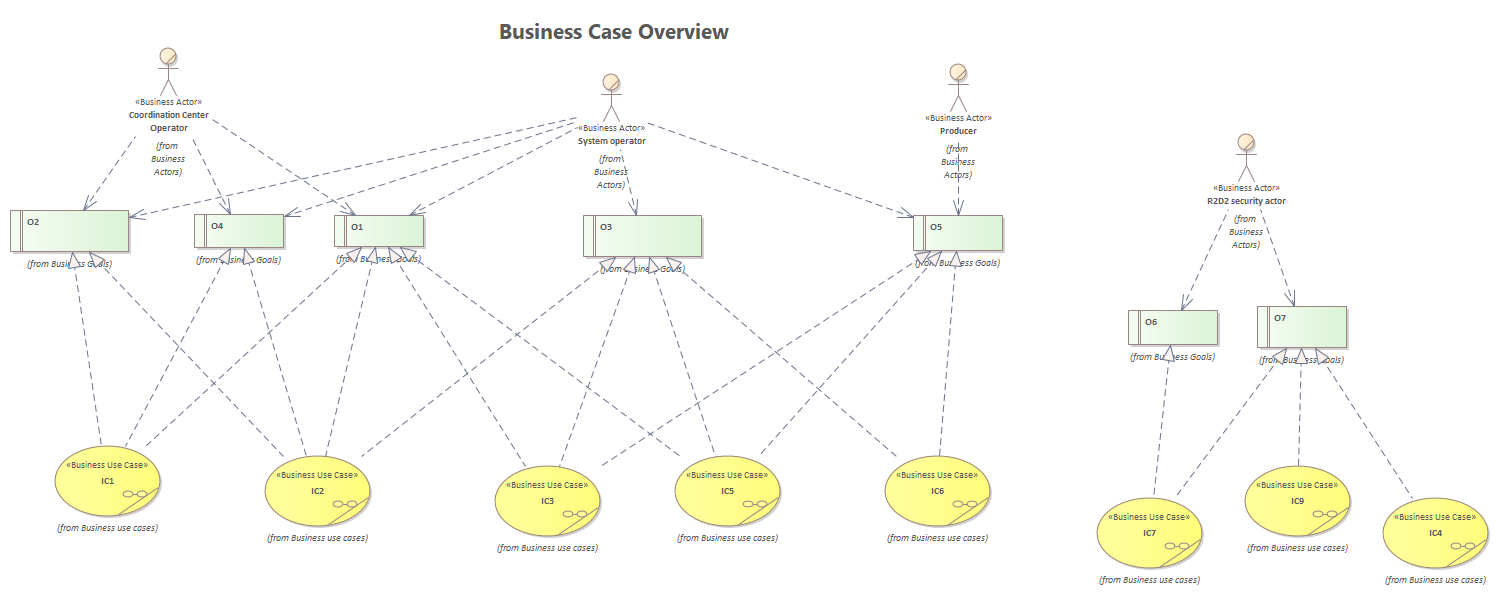 Business Case Overview
«Business Actor»
Coordination Center
Operator
(from
Business
Actors)
«Business Actor»
System operator
(from
Business
Actors)
«Business Actor»
Producer
(from
Business
Actors)
«Business Actor»
R2D2 security actor
(from
Business
Actors)
O2
(from Business Goals)
O4
(from Business Goals)
O1
(from Business Goals)
O3
(from Business Goals)
O5
(from Business Goals)
O6
(from Business Goals)
O7
(from Business Goals)
«Business Use Case»
IC1
(from Business use cases)
«Business Use Case»
IC2
(from Business use cases)
«Business Use Case»
IC3
(from Business use cases)
«Business Use Case»
IC5
(from Business use cases)
«Business Use Case»
IC6
(from Business use cases)
«Business Use Case»
IC7
(from Business use cases)
«Business Use Case»
IC9
(from Business use cases)
«Business Use Case»
IC4
(from Business use cases)